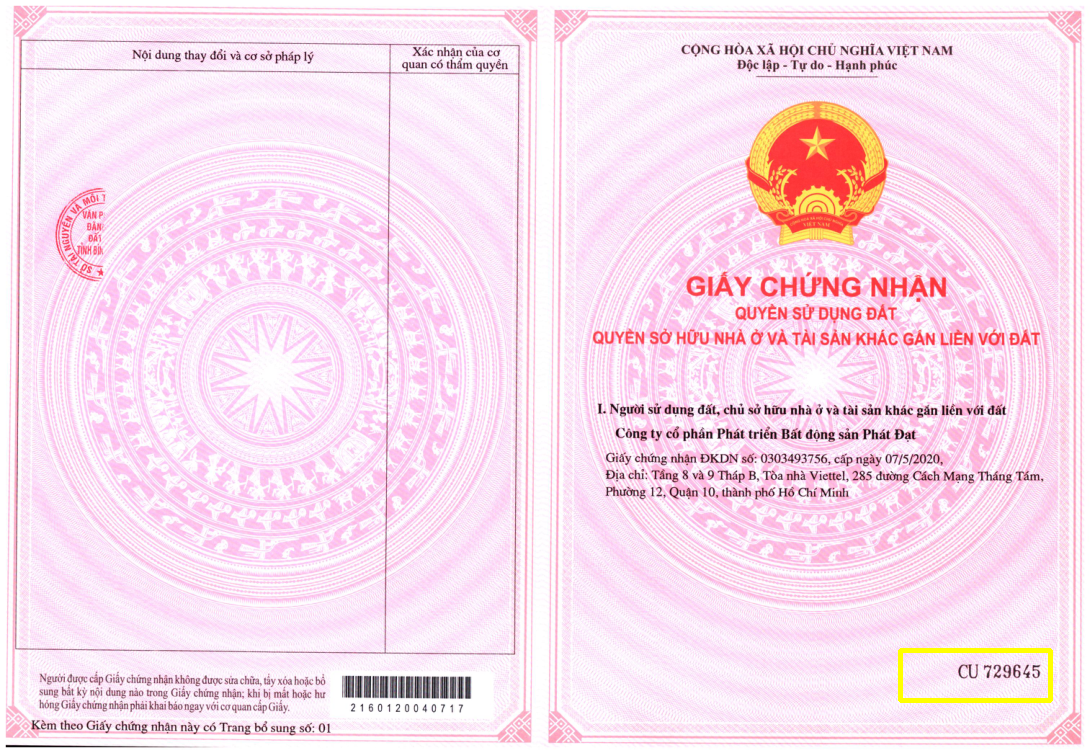 Nội dung thay đổi và cơ sở pháp lý
Xác nhận của cơ
quan có thẩm quyền
SỞ TÀI NGUYÊN VÀ MÔI T
VĂN P
ĐĂN
ĐẤT
TỈNH BÌN
Người được cấp Giấy chứng nhận không được sửa chữa, tẩy xóa hoặc bổ
sung bất kỳ nội dung nào trong Giấy chứng nhận; khi bị mất hoặc hư
hỏng Giấy chứng nhận phải khai báo ngay với cơ quan cấp Giấy.
2160120040717
Kèm theo Giấy chứng nhận này có Trang bổ sung số: 01
CỘNG HÒA XÃ HỘI CHỦ NGHĨA VIỆT NAM
Độc lập - Tự do - Hạnh phúc
VIỆT NAM
GIẤY CHỨNG NHẬN
QUYỀN SỬ DỤNG ĐẤT
QUYỀN SỞ HỮU NHÀ Ở VÀ TÀI SẢN KHÁC GẮN LIỀN VỚI ĐẤT
I. Người sử dụng đất, chủ sở hữu nhà ở và tài sản khác gắn liền với đất
Công ty cổ phần Phát triển Bất động sản Phát Đạt
Giấy chứng nhận ĐKDN số: 0303493756, cấp ngày 07/5/2020,
Địa chỉ: Tầng 8 và 9 Tháp B, Tòa nhà Viettel, 285 đường Cách Mạng Tháng Tám,
Phường 12, Quận 10, thành phố Hồ Chí Minh
CU 729645